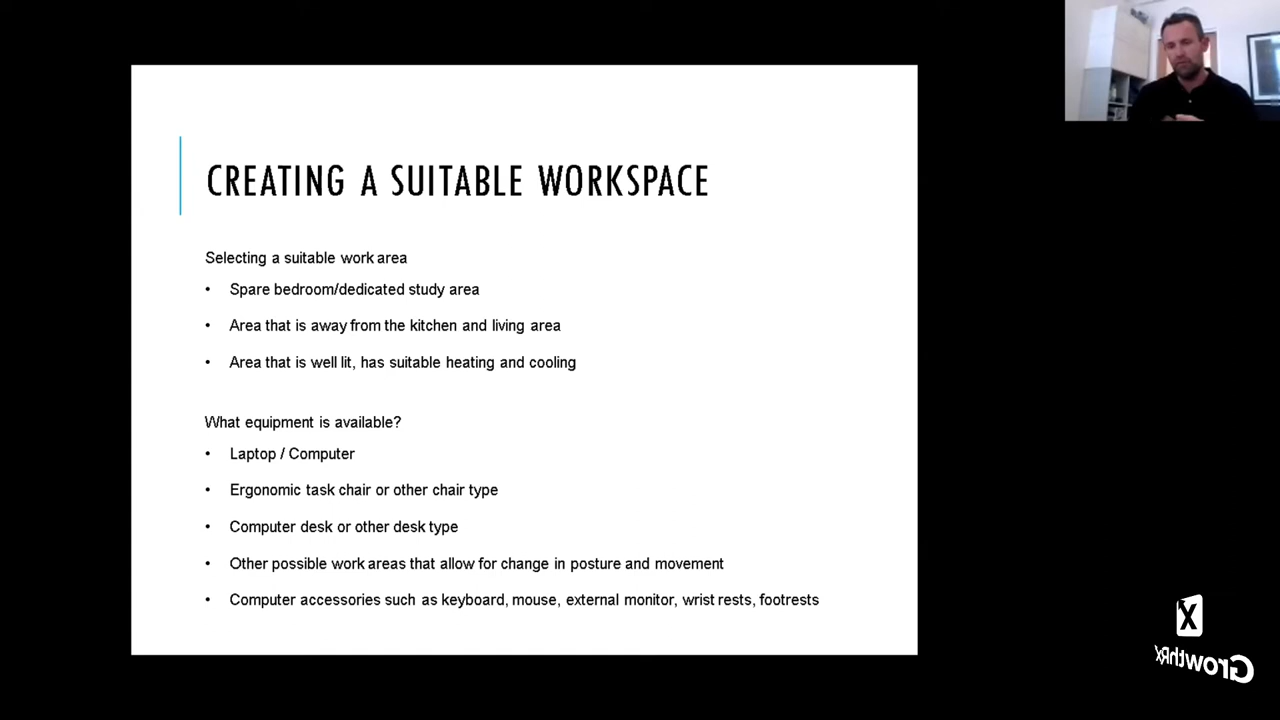 CREATING A SUITABLE WORKSPACE
Selecting a suitable work area
• Spare bedroom/dedicated study area
• Area that is away from the kitchen and living area
• Area that is well lit, has suitable heating and cooling
What equipment is available?
• Laptop / Computer
• Ergonomic task chair or other chair type
• Computer desk or other desk type
• Other possible work areas that allow for change in posture and movement
• Computer accessories such as keyboard, mouse, external monitor, wrist rests, footrests
X
GrowthRx